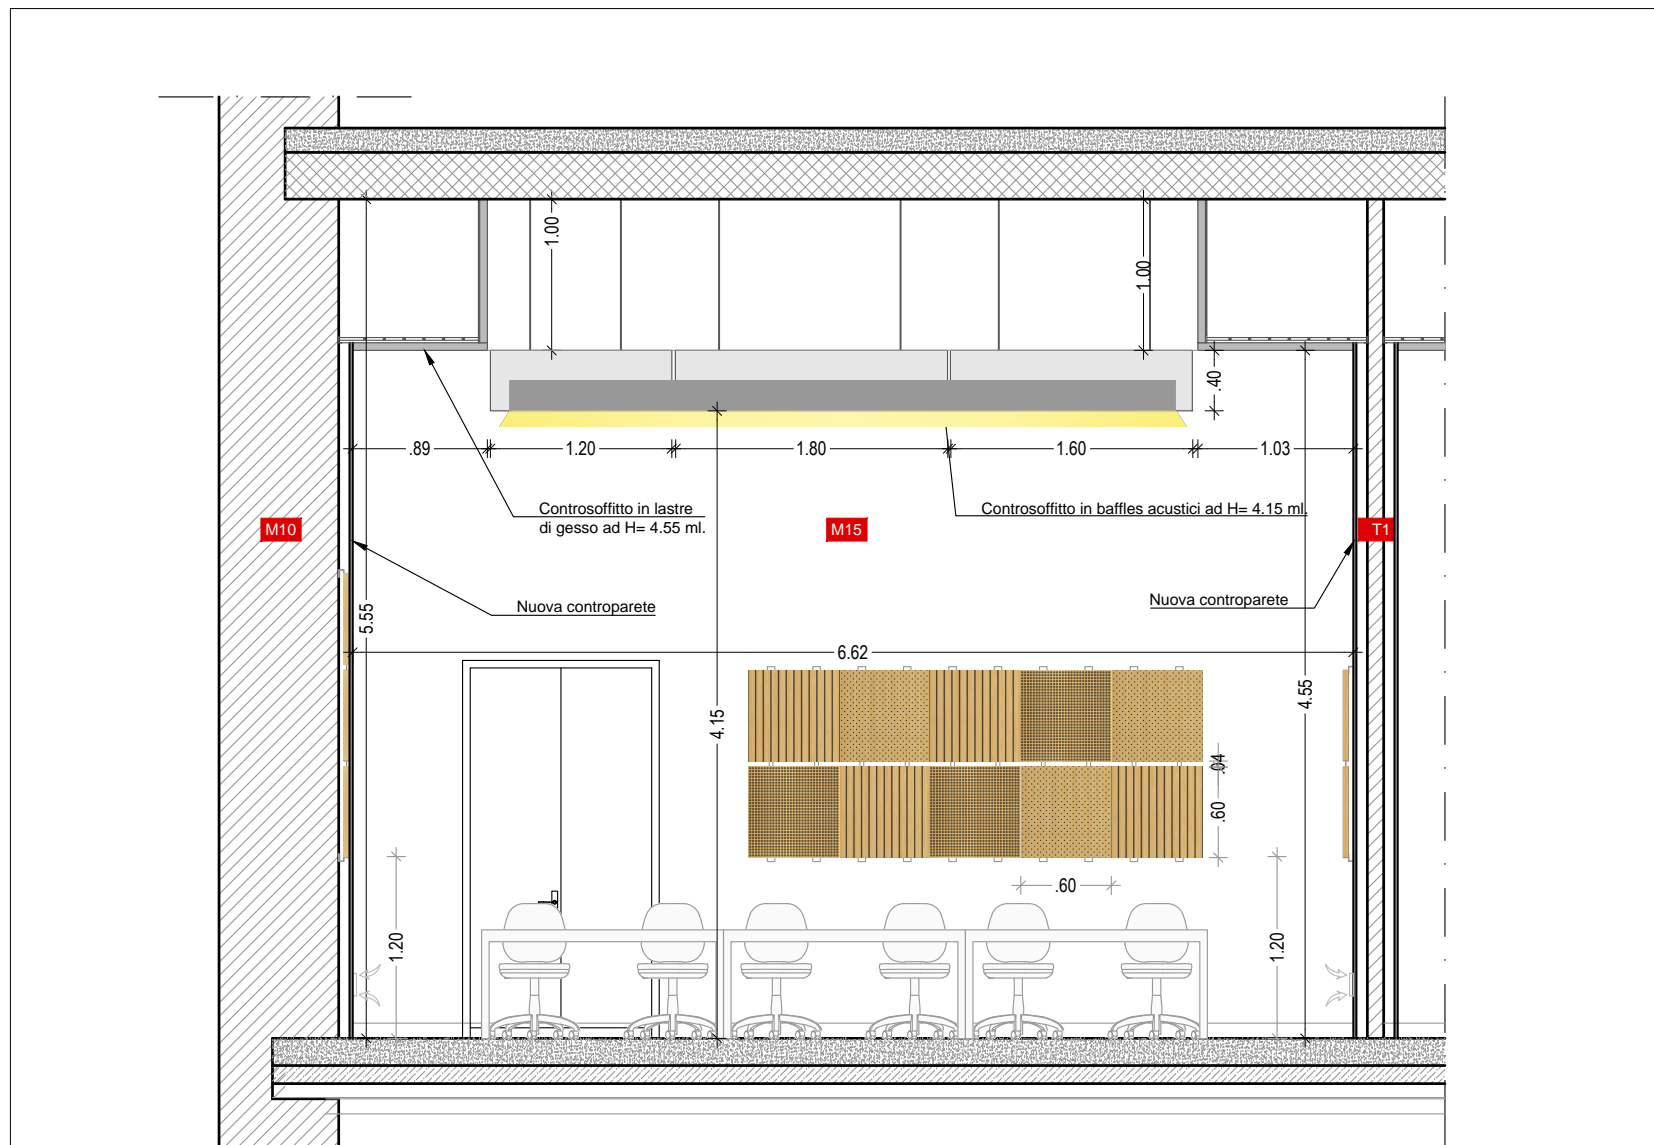 1.00
1.00
.40
.89
1.20
1.80
1.60
1.03
Controsoffitto in lastre
di gesso ad H= 4.55 ml.
Controsoffitto in baffles acustici ad H= 4.15 ml.
M10
M15
T1
Nuova controparete
Nuova controparete
5.55
6.62
4.15
4.55
.04
.60
.60
1.20
1.20